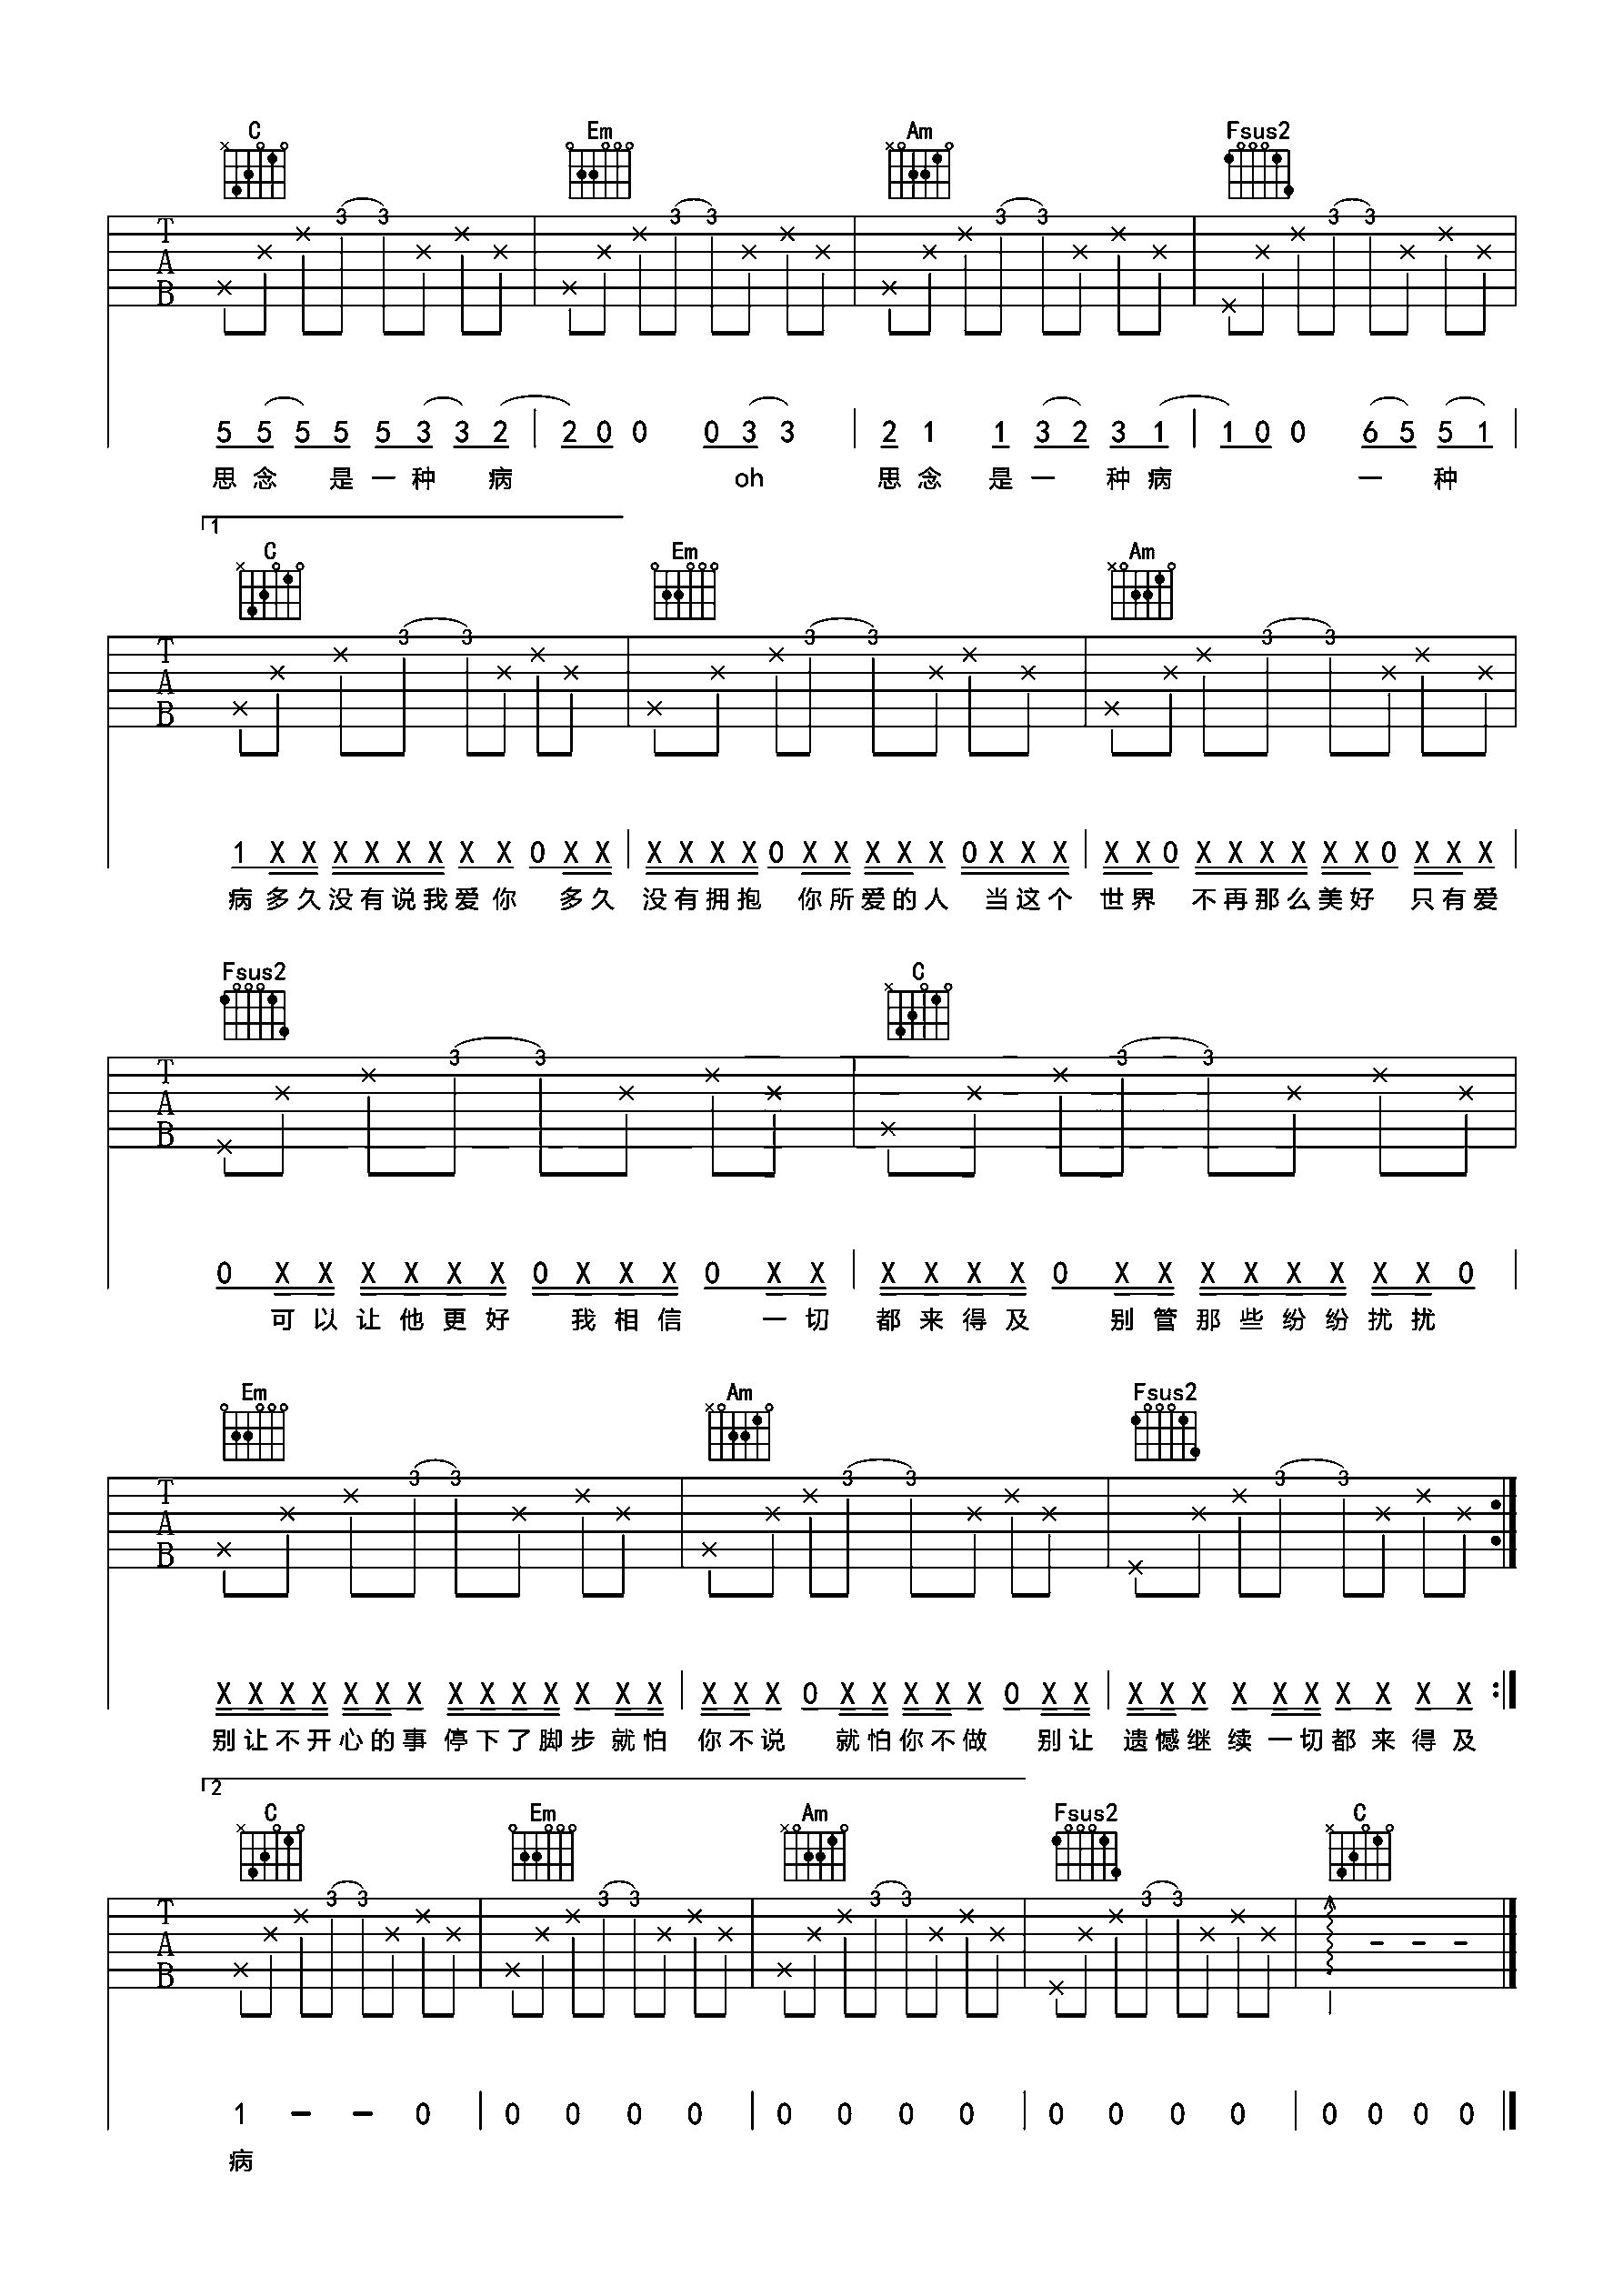 C Em Am Fsus2
3 3 3 3 3 3 3 3
T
A
B
5 5 5 5 5 3 3 2 | 2 0 0 0 3 3 | 2 1 1 3 2 3 1 | 1 0 0 6 5 5 1 |
思念 是一种 病 oh 思念 是一 种病 一 种
1
C Em Am
3 3 3 3 3 3
T
A
B
1 X X X X X X X X 0 X X | X X X X 0 X X X X X 0 X X X | X X 0 X X X X X X 0 X X X |
病多久没有说我爱你 多久 没有拥抱 你所爱的人 当这个 世界 不再那么美好 只有爱
Fsus2 C
3 3 3 3
T
A
B
0 X X X X X X 0 X X X 0 X X | X X X X 0 X X X X X X X X 0 |
可以让他更好 我相信 一切 都来得及 别管那些纷纷扰扰
Em Am Fsus2
3 3 3 3 3 3
T
A
B
X X X X X X X X X X X X X X | X X X 0 X X X X X 0 X X | X X X X X X X X X X :|
别让不开心的事 停下了脚步就怕 你不说 就怕你不做 别让 遗憾继续一切都来得及
2
C Em Am Fsus2 C
3 3 3 3 3 3 3 3
T
A
B
1 – – 0 | 0 0 0 0 | 0 0 0 0 | 0 0 0 0 | 0 0 0 0 |
病